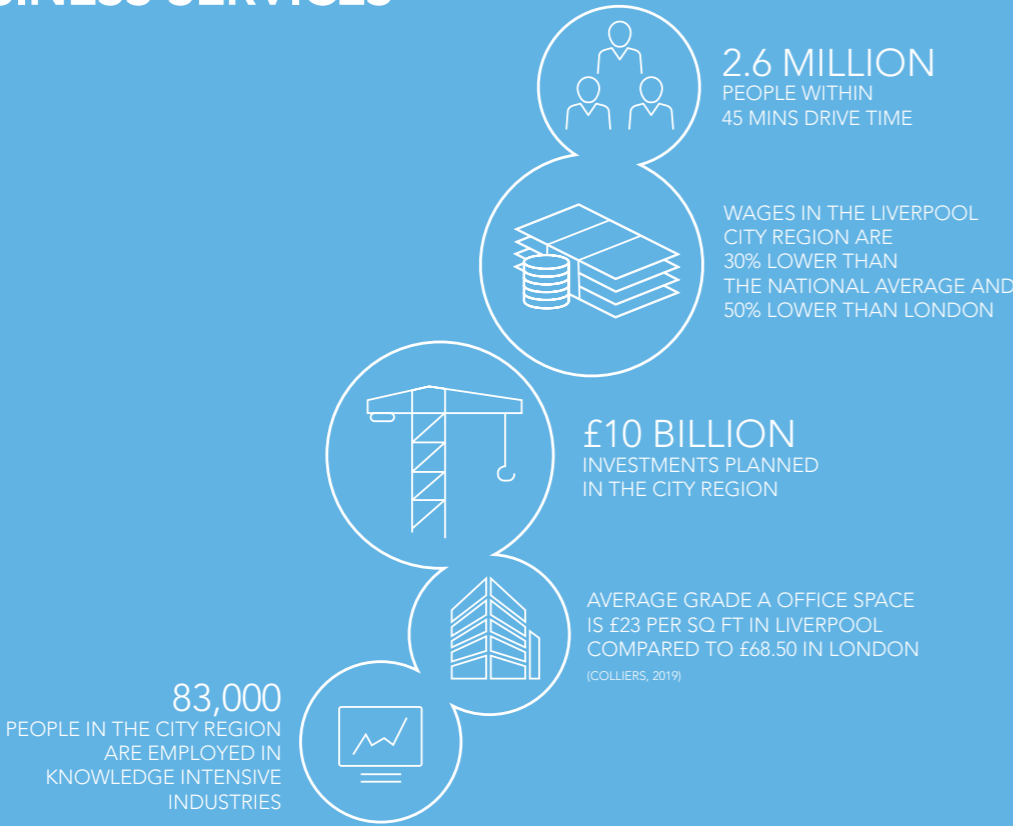 SERVICES
2.6 MILLION
PEOPLE WITHIN
45 MINS DRIVE TIME
WAGES IN THE LIVERPOOL
CITY REGION ARE
30% LOWER THAN
THE NATIONAL AVERAGE AND
50% LOWER THAN LONDON
£10 BILLION
INVESTMENTS PLANNED
IN THE CITY REGION
AVERAGE GRADE A OFFICE SPACE
IS £23 PER SQ FT IN LIVERPOOL
COMPARED TO £68.50 IN LONDON
(COLLIERS, 2019)
83,000
PEOPLE IN THE CITY REGION
ARE EMPLOYED IN
KNOWLEDGE INTENSIVE
INDUSTRIES